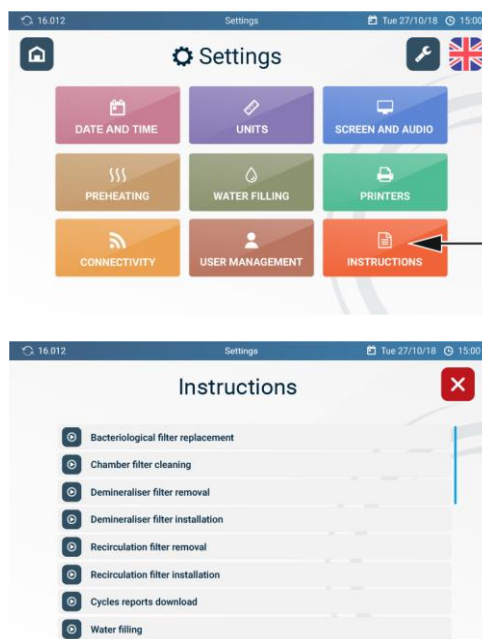 16.012 Settings Tue 27/10/18 15:00
Settings
DATE AND TIME UNITS SCREEN AND AUDIO
PREHEATING WATER FILLING PRINTERS
CONNECTIVITY USER MANAGEMENT INSTRUCTIONS
16.012 Settings Tue 27/10/18 15:00
Instructions
Bacteriological filter replacement
Chamber filter cleaning
Demineraliser filter removal
Demineraliser filter installation
Recirculation filter removal
Recirculation filter installation
Cycles reports download
Water filling